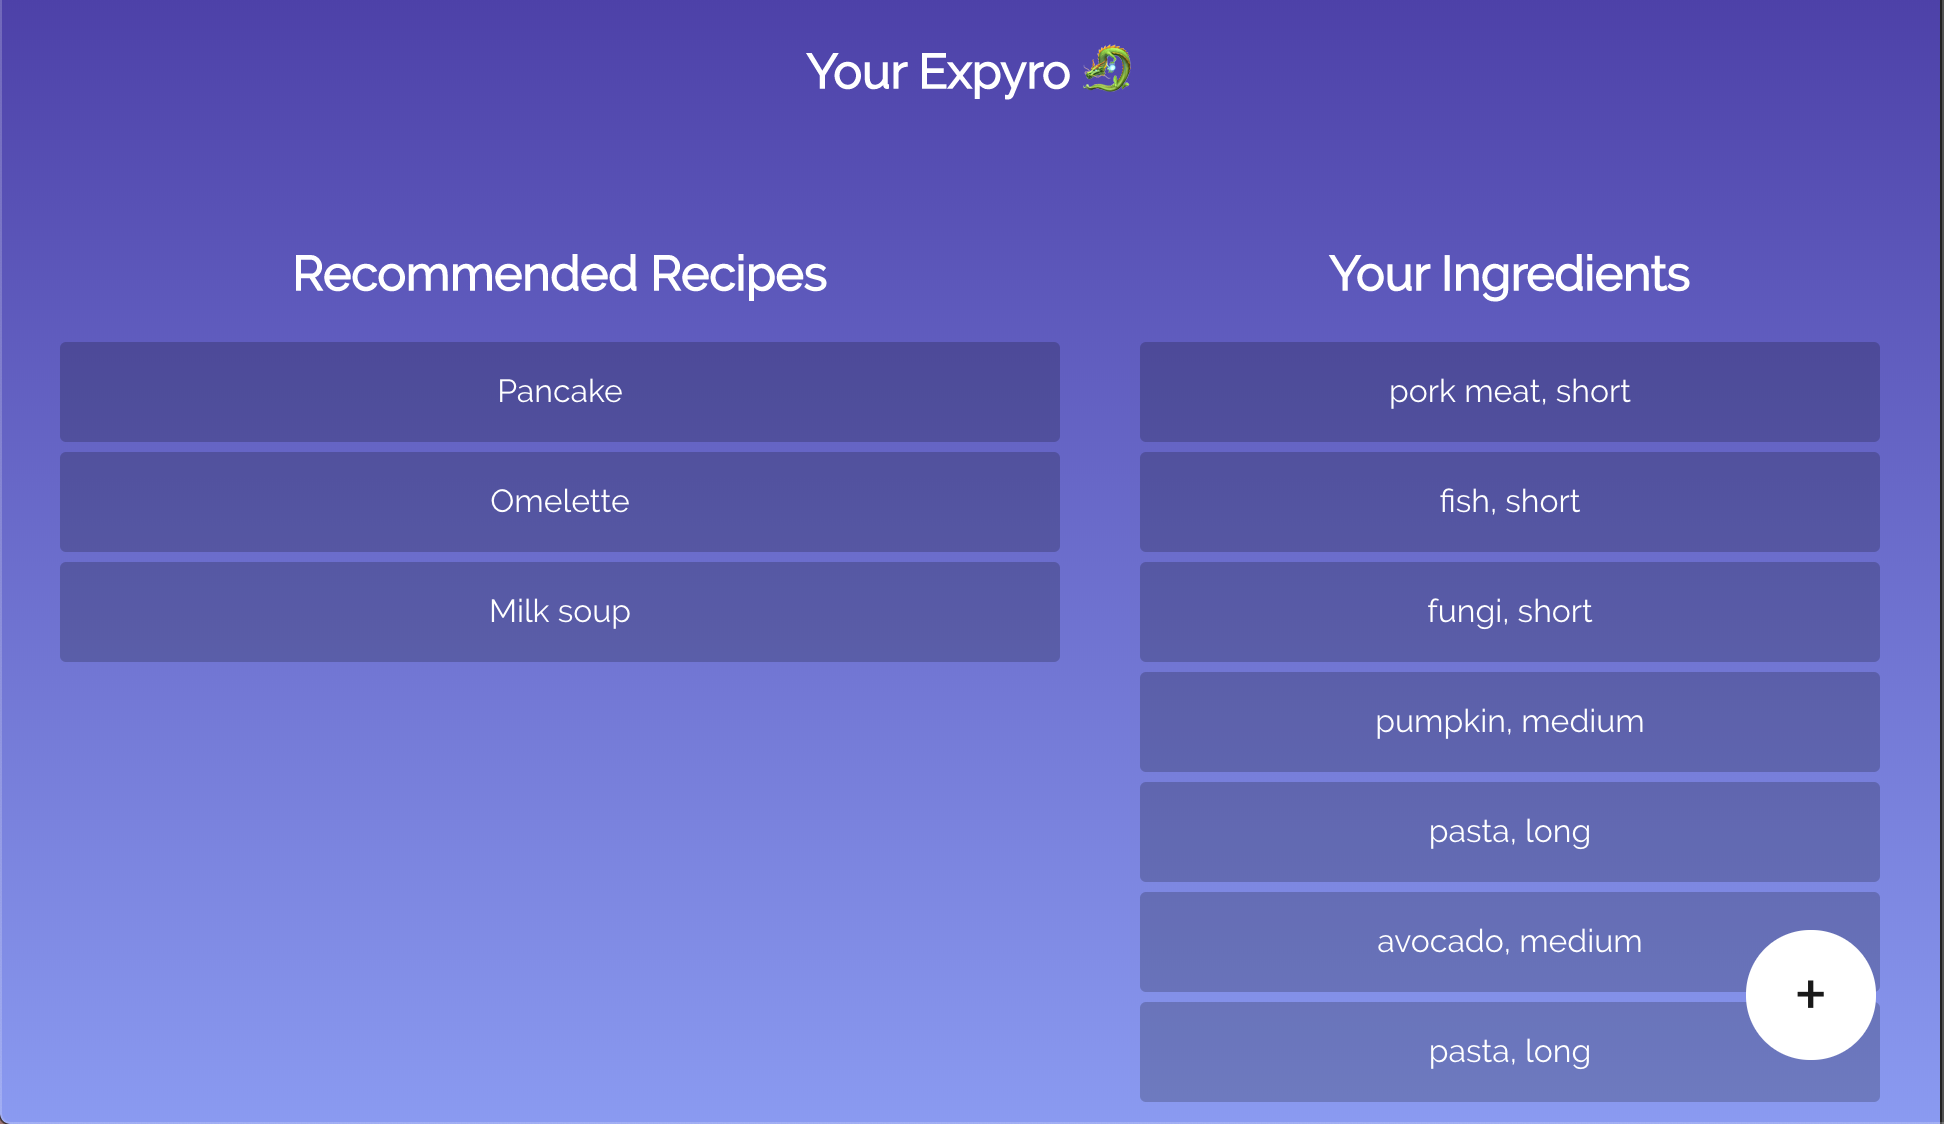 Your Expyro 🐉
Recommended Recipes
Pancake
Omelette
Milk soup
Your Ingredients
pork meat, short
fish, short
fungi, short
pumpkin, medium
pasta, long
avocado, medium
pasta, long
+